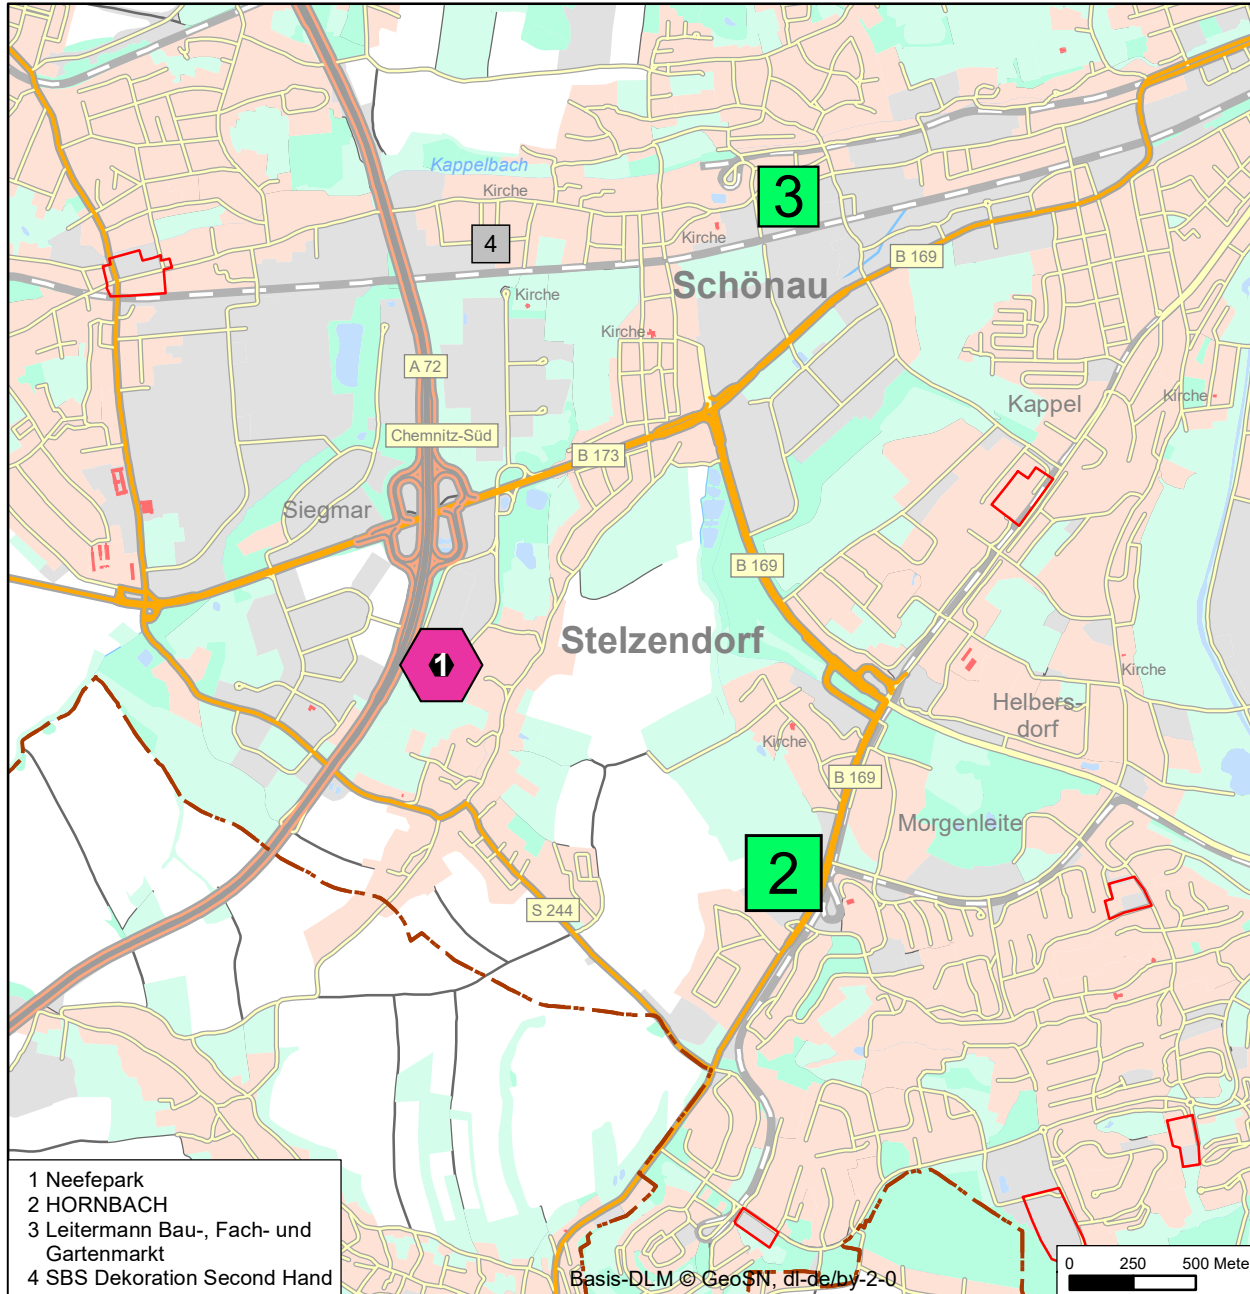 Kappelbach
Kirche
3
4
Kirche
B 169
Schönau
Kirche
Kirche
A 72
Kirche
Kappel
Chemnitz-Süd
B 173
Siegmar
B 169
1
Stelzendorf
Kirche
Helbers-
dorf
Kirche
B 169
Morgenleite
2
S 244
1 Neefepark
2 HORNBACH
3 Leitermann Bau-, Fach- und
Gartenmarkt
4 SBS Dekoration Second Hand
Basis-DLM © GeoSN, dl-de/by-2-0
0 250 500 Mete